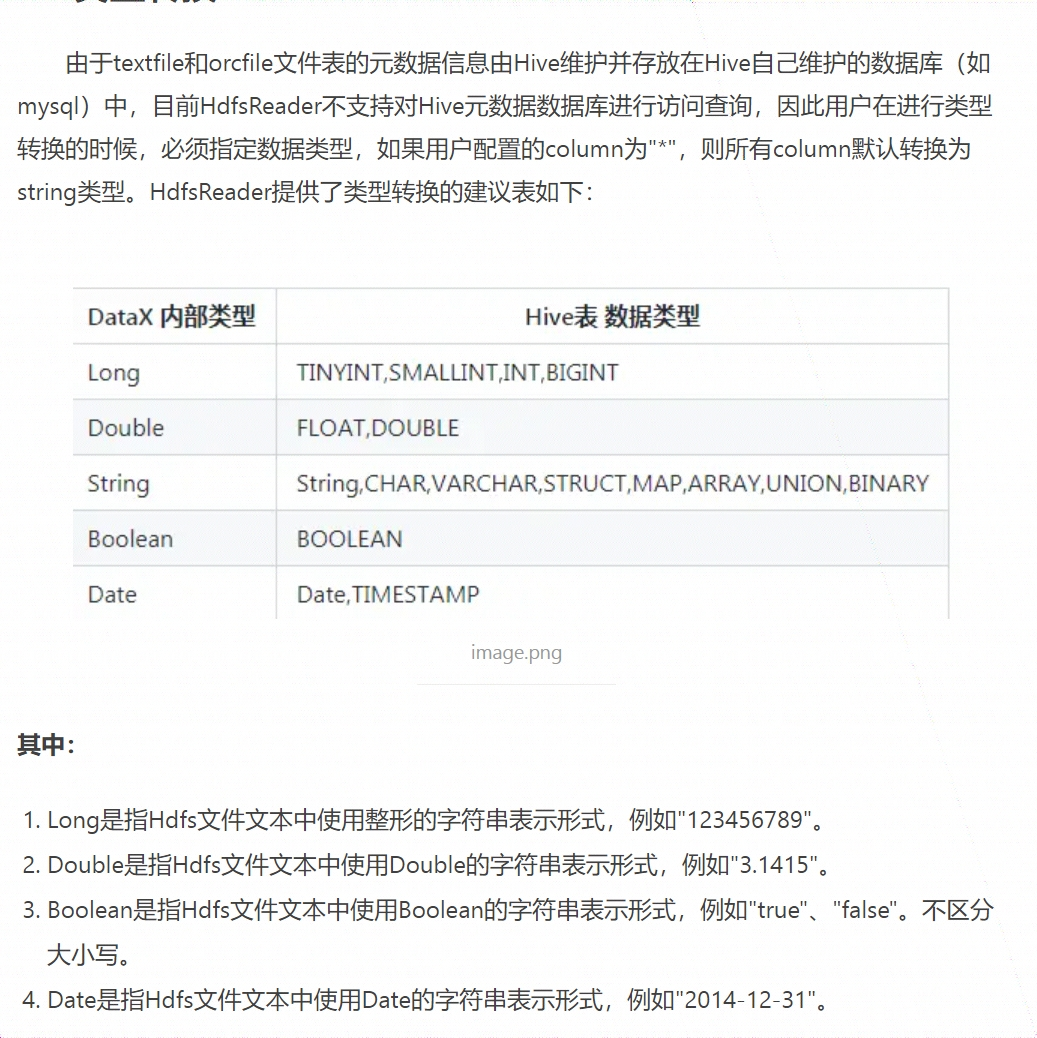 由于textfile和orcfile文件表的元数据信息由Hive维护并存放在Hive自己维护的数据库（如
mysql）中，目前HdfsReader不支持对Hive元数据数据库进行访问查询，因此用户在进行类型
转换的时候，必须指定数据类型，如果用户配置的column为"*"，则所有column默认转换为
string类型。HdfsReader提供了类型转换的建议表如下：
DataX 内部类型 Hive表 数据类型
Long TINYINT,SMALLINT,INT,BIGINT
Double FLOAT,DOUBLE
String String,CHAR,VARCHAR,STRUCT,MAP,ARRAY,UNION,BINARY
Boolean BOOLEAN
Date Date,TIMESTAMP
image.png
其中：
1. Long是指Hdfs文件文本中使用整形的字符串表示形式，例如"123456789"。
2. Double是指Hdfs文件文本中使用Double的字符串表示形式，例如"3.1415"。
3. Boolean是指Hdfs文件文本中使用Boolean的字符串表示形式，例如"true"、"false"。不区分
大小写。
4. Date是指Hdfs文件文本中使用Date的字符串表示形式，例如"2014-12-31"。